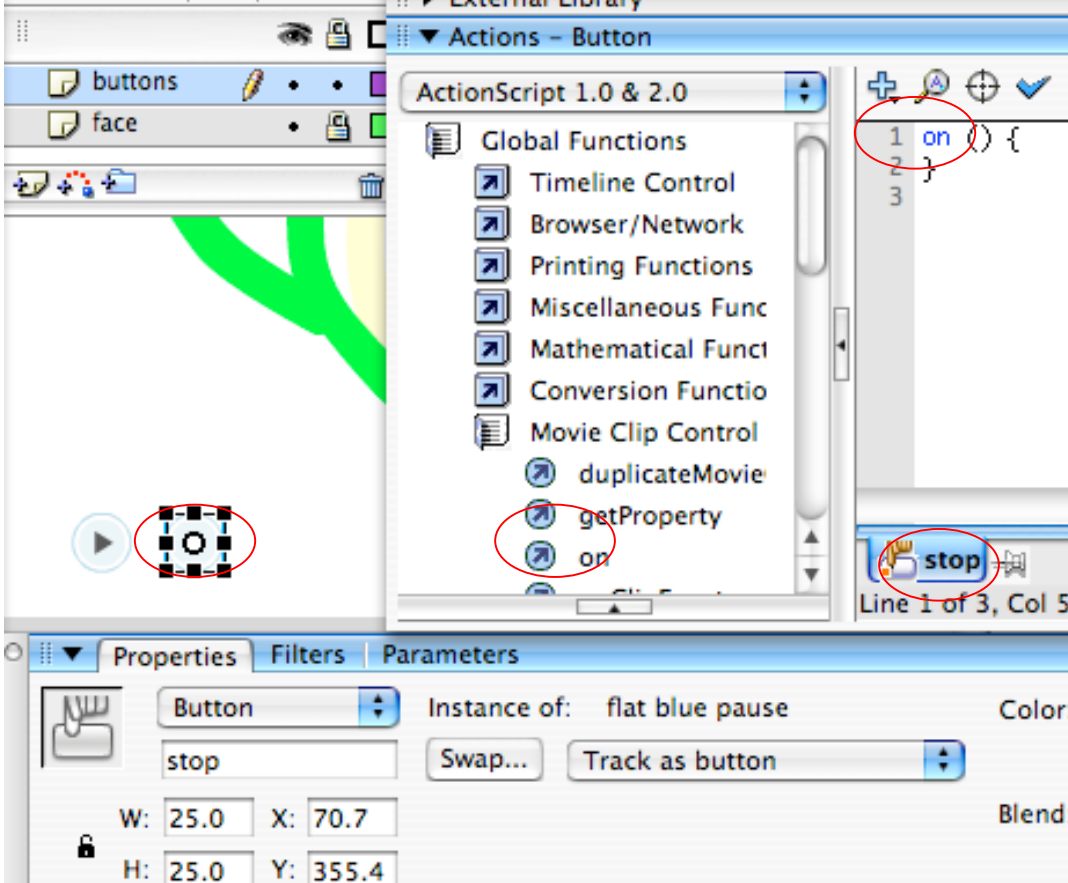 External Library
Actions – Button
buttons
face
ActionScript 1.0 & 2.0
Global Functions
Timeline Control
Browser/Network
Printing Functions
Miscellaneous Func
Mathematical Funct
Conversion Functio
Movie Clip Control
duplicateMovie
getProperty
on
1 on () {
2 }
3
stop
Line 1 of 3, Col 5
Properties Filters Parameters
Button Instance of: flat blue pause Color
stop Swap... Track as button
W: 25.0 X: 70.7 Blend
H: 25.0 Y: 355.4